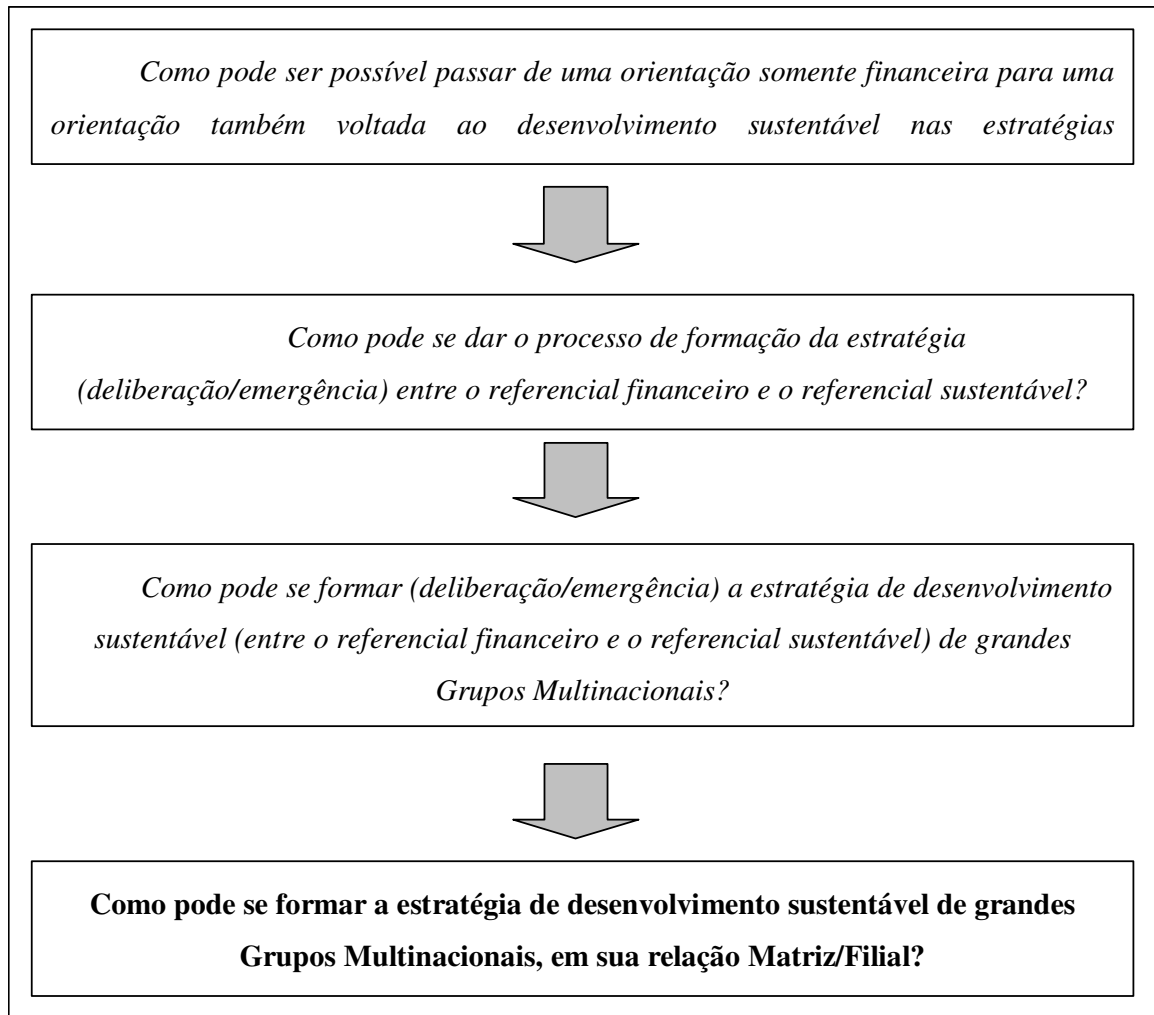 Como pode ser possível passar de uma orientação somente financeira para uma
orientação também voltada ao desenvolvimento sustentável nas estratégias
Como pode se dar o processo de formação da estratégia
(deliberação/emergência) entre o referencial financeiro e o referencial sustentável?
Como pode se formar (deliberação/emergência) a estratégia de desenvolvimento
sustentável (entre o referencial financeiro e o referencial sustentável) de grandes
Grupos Multinacionais?
Como pode se formar a estratégia de desenvolvimento sustentável de grandes
Grupos Multinacionais, em sua relação Matriz/Filial?